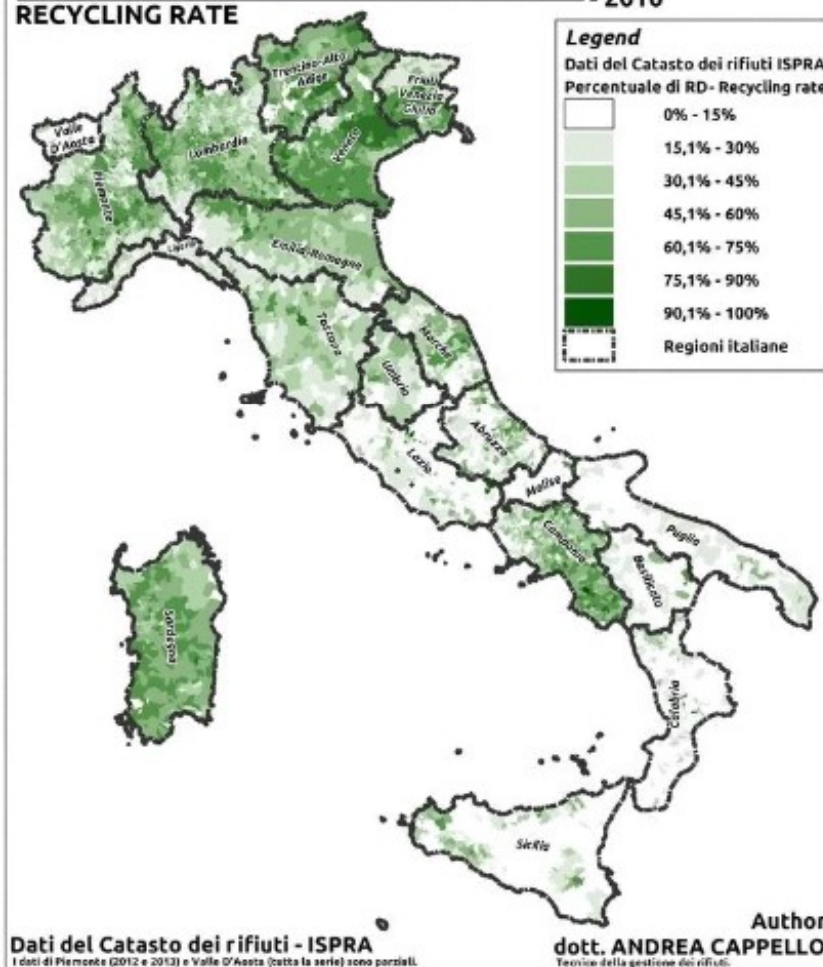 - 2010
RECYCLING RATE
Legend
Dati del Catasto dei rifiuti ISPRA
Percentuale di RD- Recycling rate
0% - 15%
15,1% - 30%
30,1% - 45%
45,1% - 60%
60,1% - 75%
75,1% - 90%
90,1% - 100%
Regioni italiane
Trentino-Alto
Adige
Friuli
Venezia
Giulia
Valle
D'Aosta
Lombardia
Veneto
Piemonte
Liguria
Emilia-Romagna
Toscana
Marche
Umbria
Lazio
Abruzzo
Molise
Campania
Puglia
Basilicata
Sardegna
Calabria
Sicilia
Author
Dati del Catasto dei rifiuti - ISPRA
dott. ANDREA CAPPELLO
I dati di Piemonte (2012 e 2013) e Valle D'Aosta (tutta la serie) sono parziali.
Tecnico della gestione dei rifiuti.